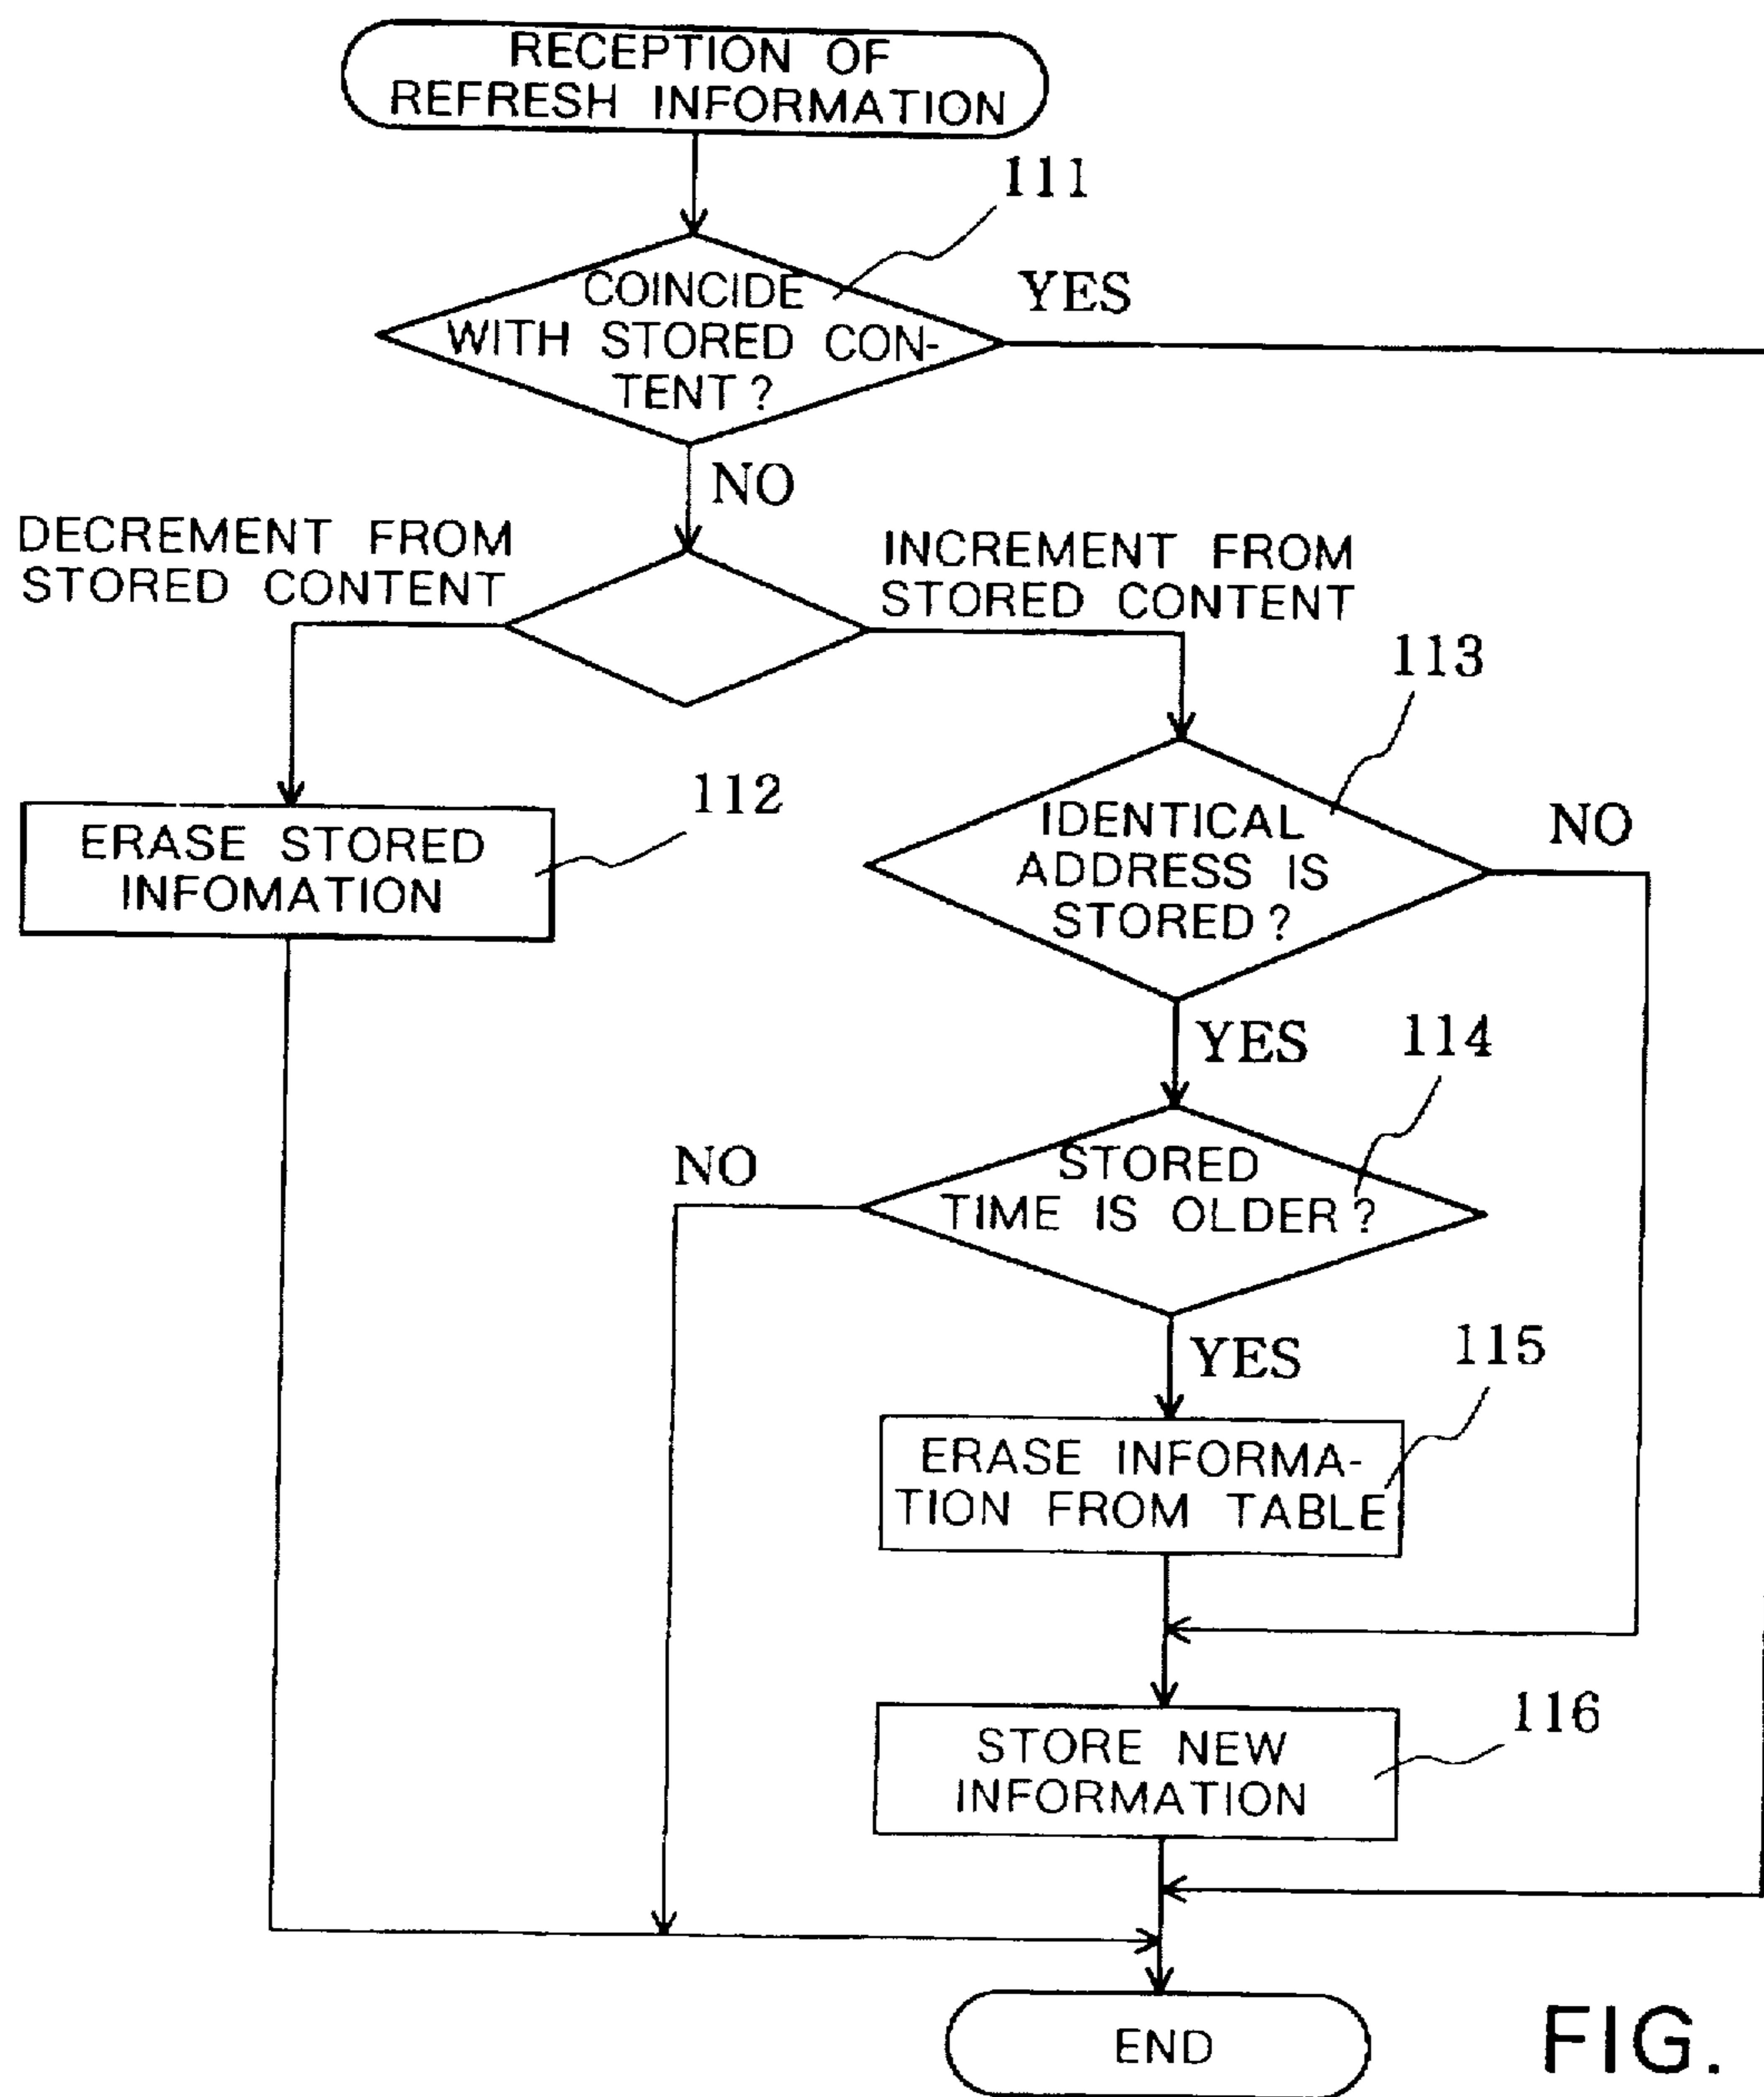 RECEPTION OF
REFRESH INFORMATION
111
COINCIDE
WITH STORED CON-
TENT?
YES
NO
DECREMENT FROM
STORED CONTENT
INCREMENT FROM
STORED CONTENT
113
112
ERASE STORED
INFOMATION
IDENTICAL
ADDRESS IS
STORED?
NO
YES
114
NO
STORED
TIME IS OLDER?
YES
115
ERASE INFORMA-
TION FROM TABLE
116
STORE NEW
INFORMATION
END
FIG.